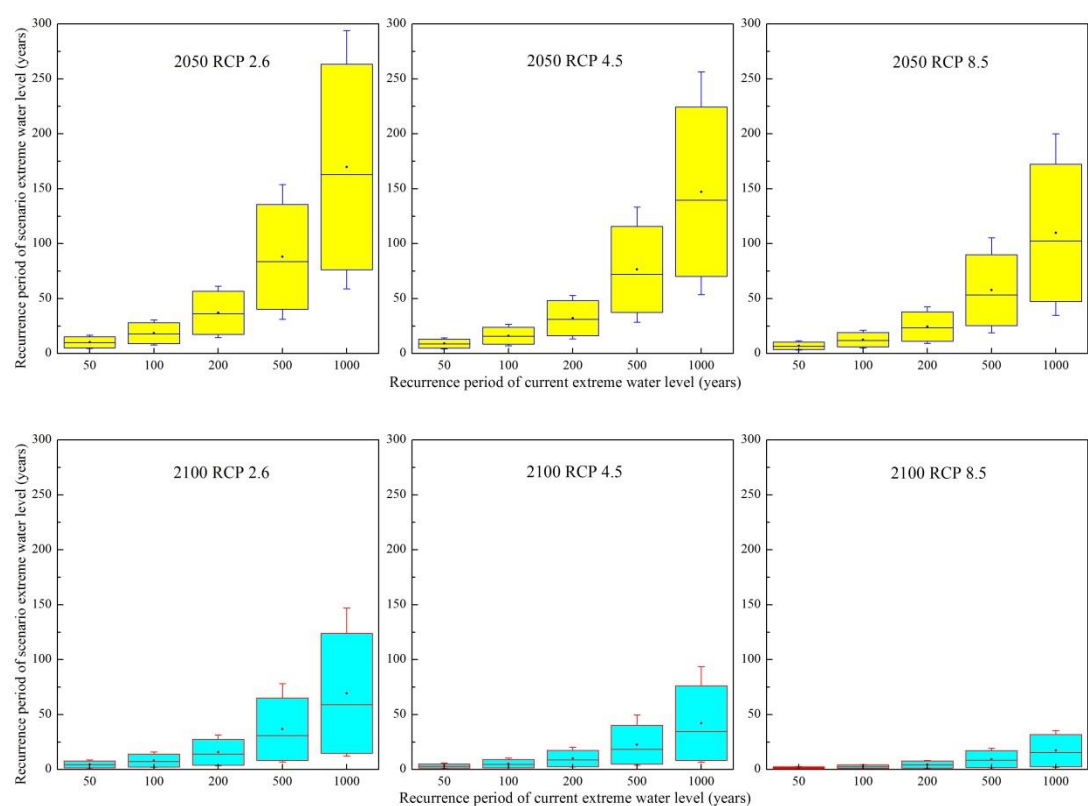 300
250
200
150
100
50
0
Recurrence period of scenario extreme water level (years)
2050 RCP 2.6
50 100 200 500 1000
300
250
200
150
100
50
0
2050 RCP 4.5
50 100 200 500 1000
300
250
200
150
100
50
0
2050 RCP 8.5
50 100 200 500 1000
Recurrence period of current extreme water level (years)
300
250
200
150
100
50
0
Recurrence period of scenario extreme water level (years)
2100 RCP 2.6
50 100 200 500 1000
300
250
200
150
100
50
0
2100 RCP 4.5
50 100 200 500 1000
300
250
200
150
100
50
0
2100 RCP 8.5
50 100 200 500 1000
Recurrence period of current extreme water level (years)